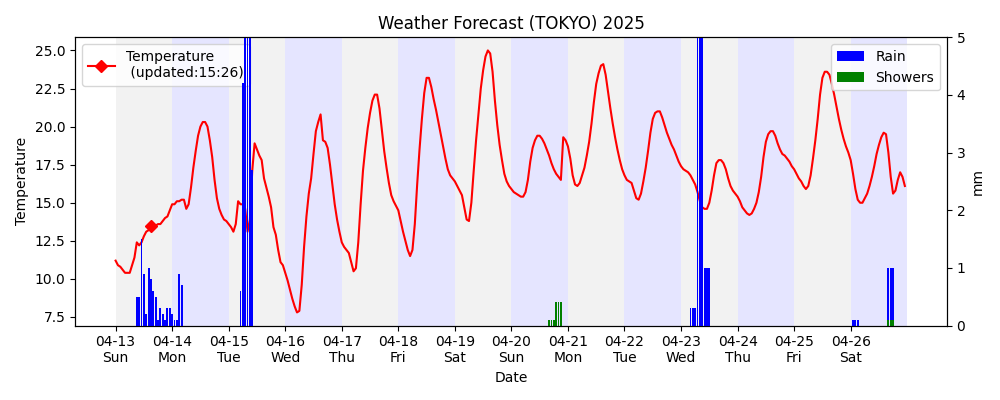 Weather Forecast (TOKYO) 2025
Temperature
(updated:15:26)
Rain
Showers
25.0
22.5
20.0
17.5
15.0
12.5
10.0
7.5
Temperature
5
4
3
2
1
0
mm
04-13 04-14 04-15 04-16 04-17 04-18 04-19 04-20 04-21 04-22 04-23 04-24 04-25 04-26
Sun Mon Tue Wed Thu Fri Sat Sun Mon Tue Wed Thu Fri Sat
Date